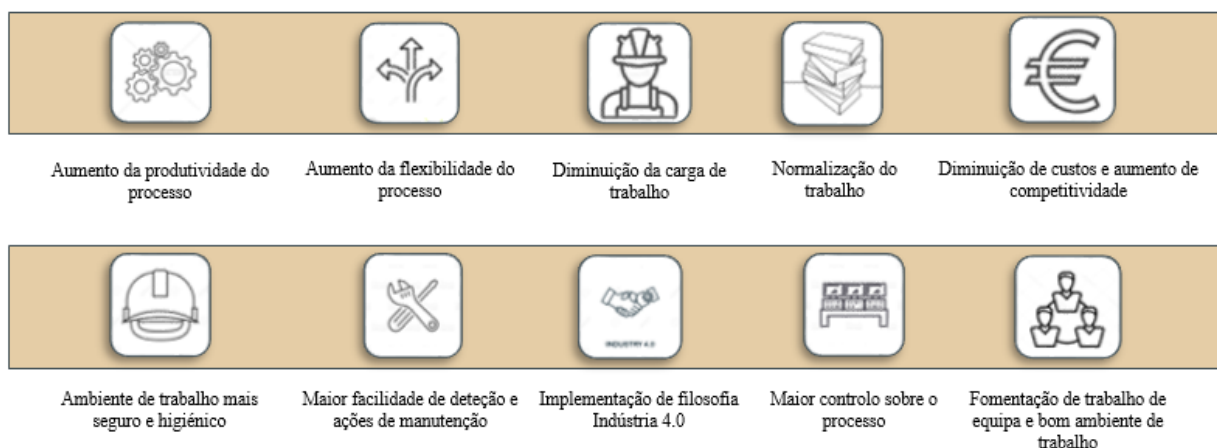 Aumento da produtividade do
processo
Aumento da flexibilidade do
processo
Diminuição da carga de
trabalho
Normalização do
trabalho
Diminuição de custos e aumento de
competitividade
INDUSTRY 4.0
Ambiente de trabalho mais
seguro e higiénico
Maior facilidade de deteção e
ações de manutenção
Implementação de filosofia
Indústria 4.0
Maior controlo sobre o
processo
Fomentação de trabalho de
equipa e bom ambiente de
trabalho